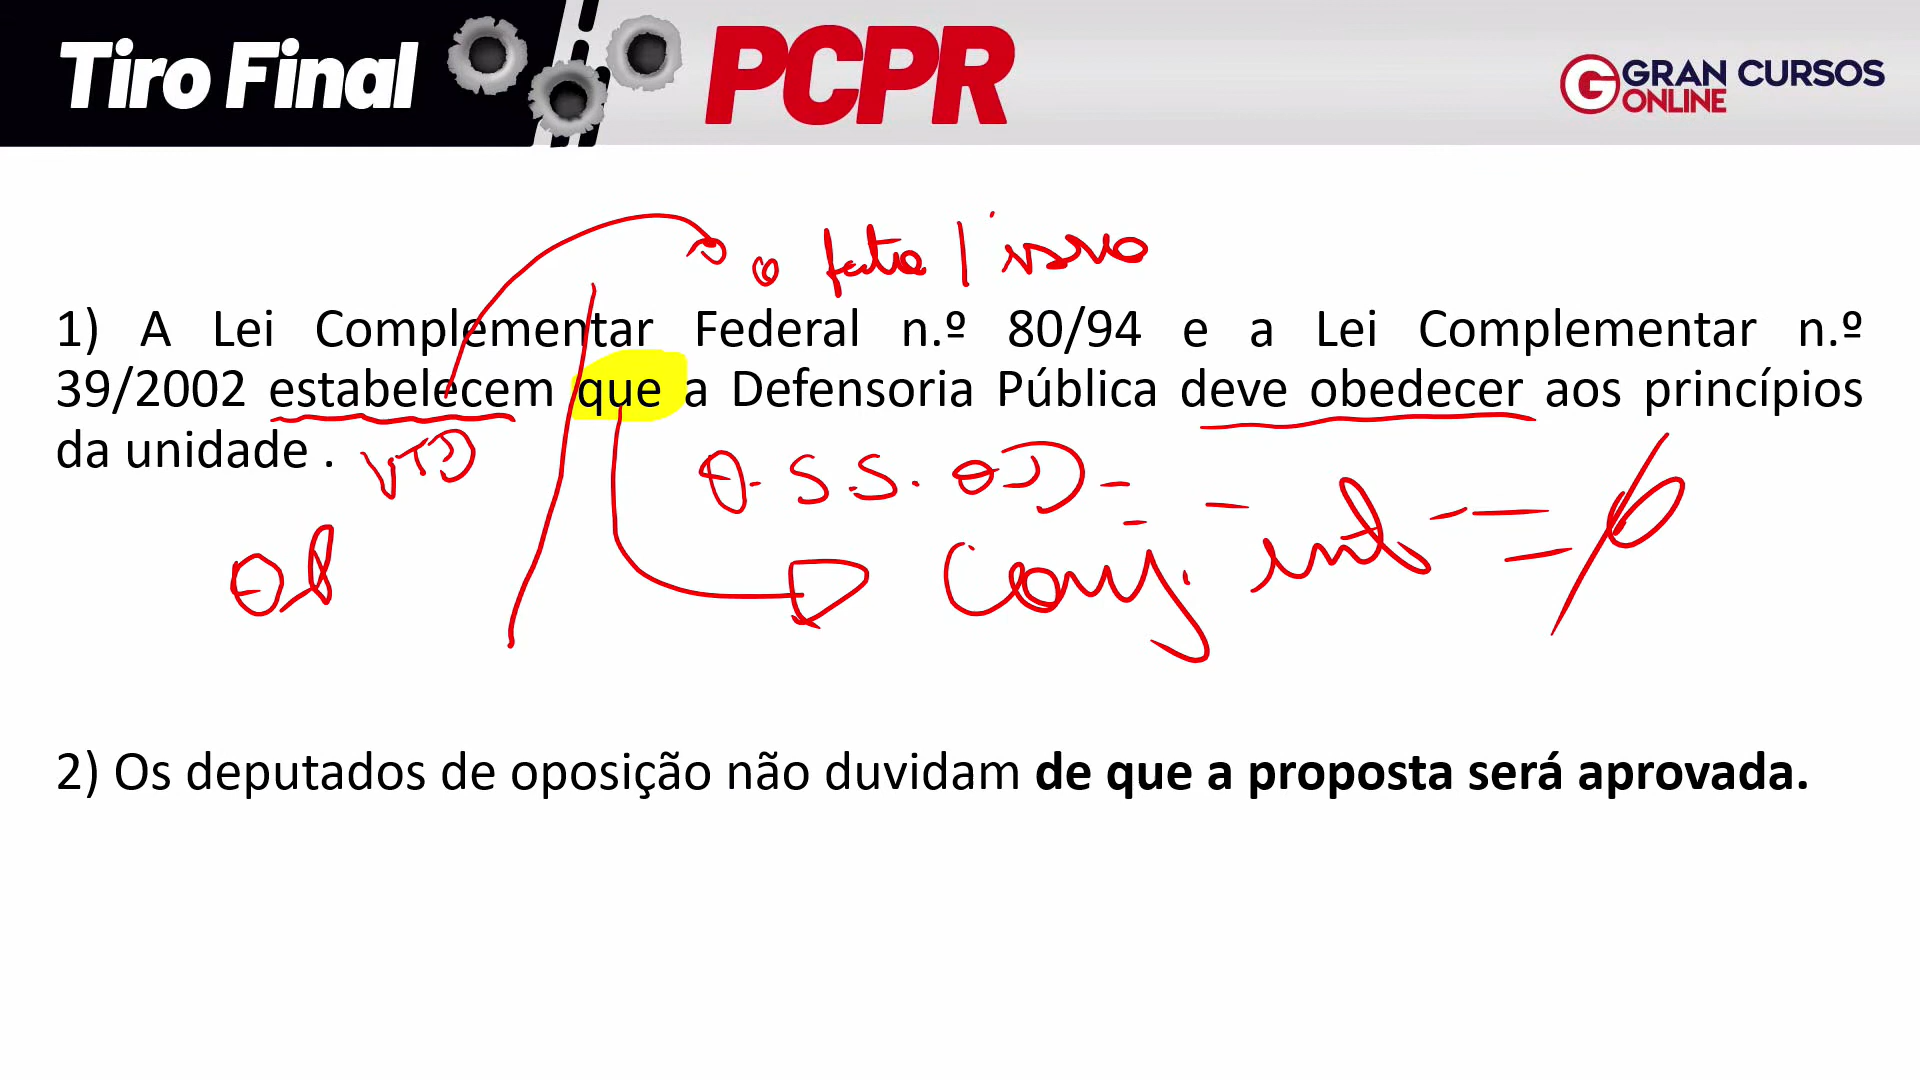 Tiro Final PCPR GRAN CURSOS
ONLINE
o fato / isso
1) A Lei Complementar Federal n.º 80/94 e a Lei Complementar n.º
39/2002 estabelecem que a Defensoria Pública deve obedecer aos princípios
da unidade .
VTD
O. S. S. OD
Conj. int
2) Os deputados de oposição não duvidam de que a proposta será aprovada.